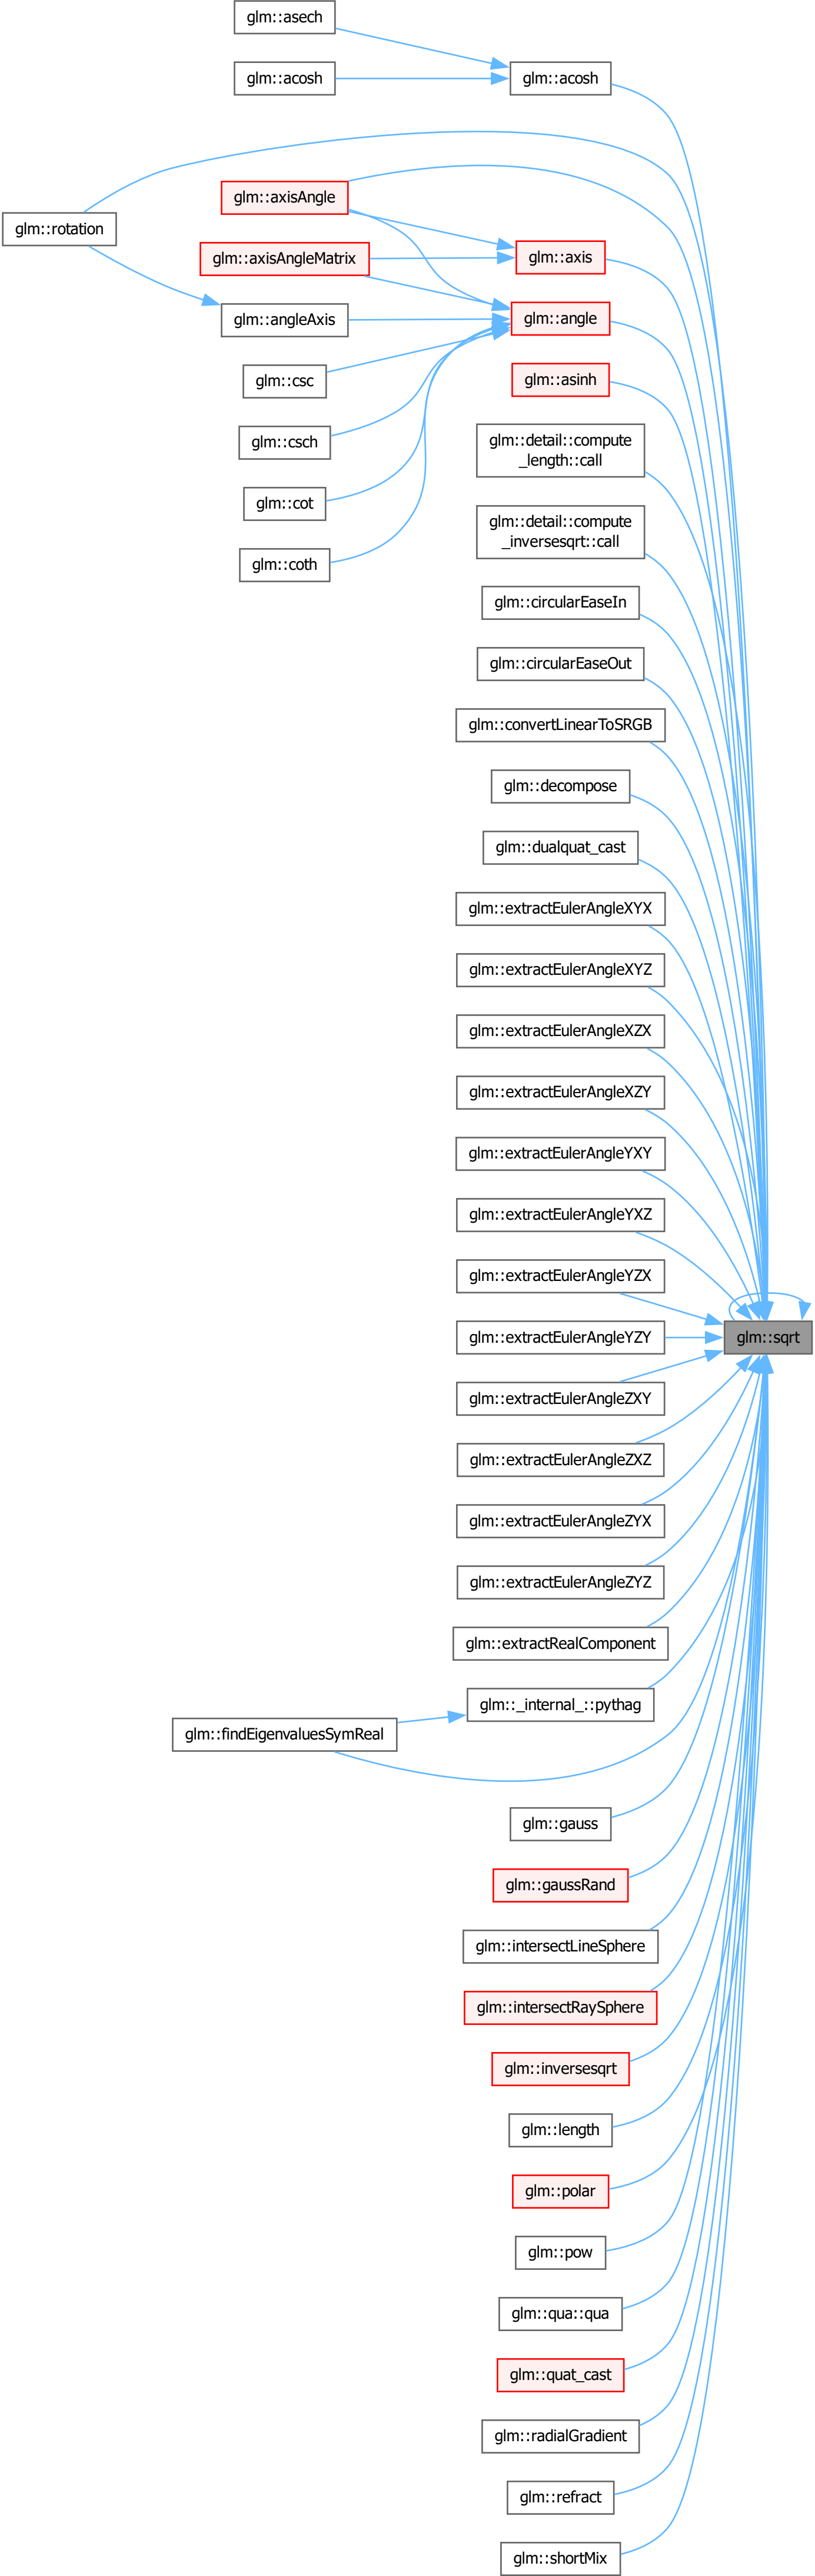 glm::asech
glm::acosh
glm::acosh
glm::axisAngle
glm::rotation
glm::axisAngleMatrix
glm::axis
glm::angleAxis
glm::angle
glm::csc
glm::asinh
glm::csch
glm::detail::compute
_length::call
glm::cot
glm::detail::compute
_inversesqrt::call
glm::coth
glm::circularEaseIn
glm::circularEaseOut
glm::convertLinearToSRGB
glm::decompose
glm::dualquat_cast
glm::extractEulerAngleXYX
glm::extractEulerAngleXYZ
glm::extractEulerAngleXZX
glm::extractEulerAngleXZY
glm::extractEulerAngleYXY
glm::extractEulerAngleYXZ
glm::extractEulerAngleYZX
glm::extractEulerAngleYZY
glm::sqrt
glm::extractEulerAngleZXY
glm::extractEulerAngleZXZ
glm::extractEulerAngleZYX
glm::extractEulerAngleZYZ
glm::extractRealComponent
glm::_internal_::pythag
glm::findEigenvaluesSymReal
glm::gauss
glm::gaussRand
glm::intersectLineSphere
glm::intersectRaySphere
glm::inversesqrt
glm::length
glm::polar
glm::pow
glm::qua::qua
glm::quat_cast
glm::radialGradient
glm::refract
glm::shortMix